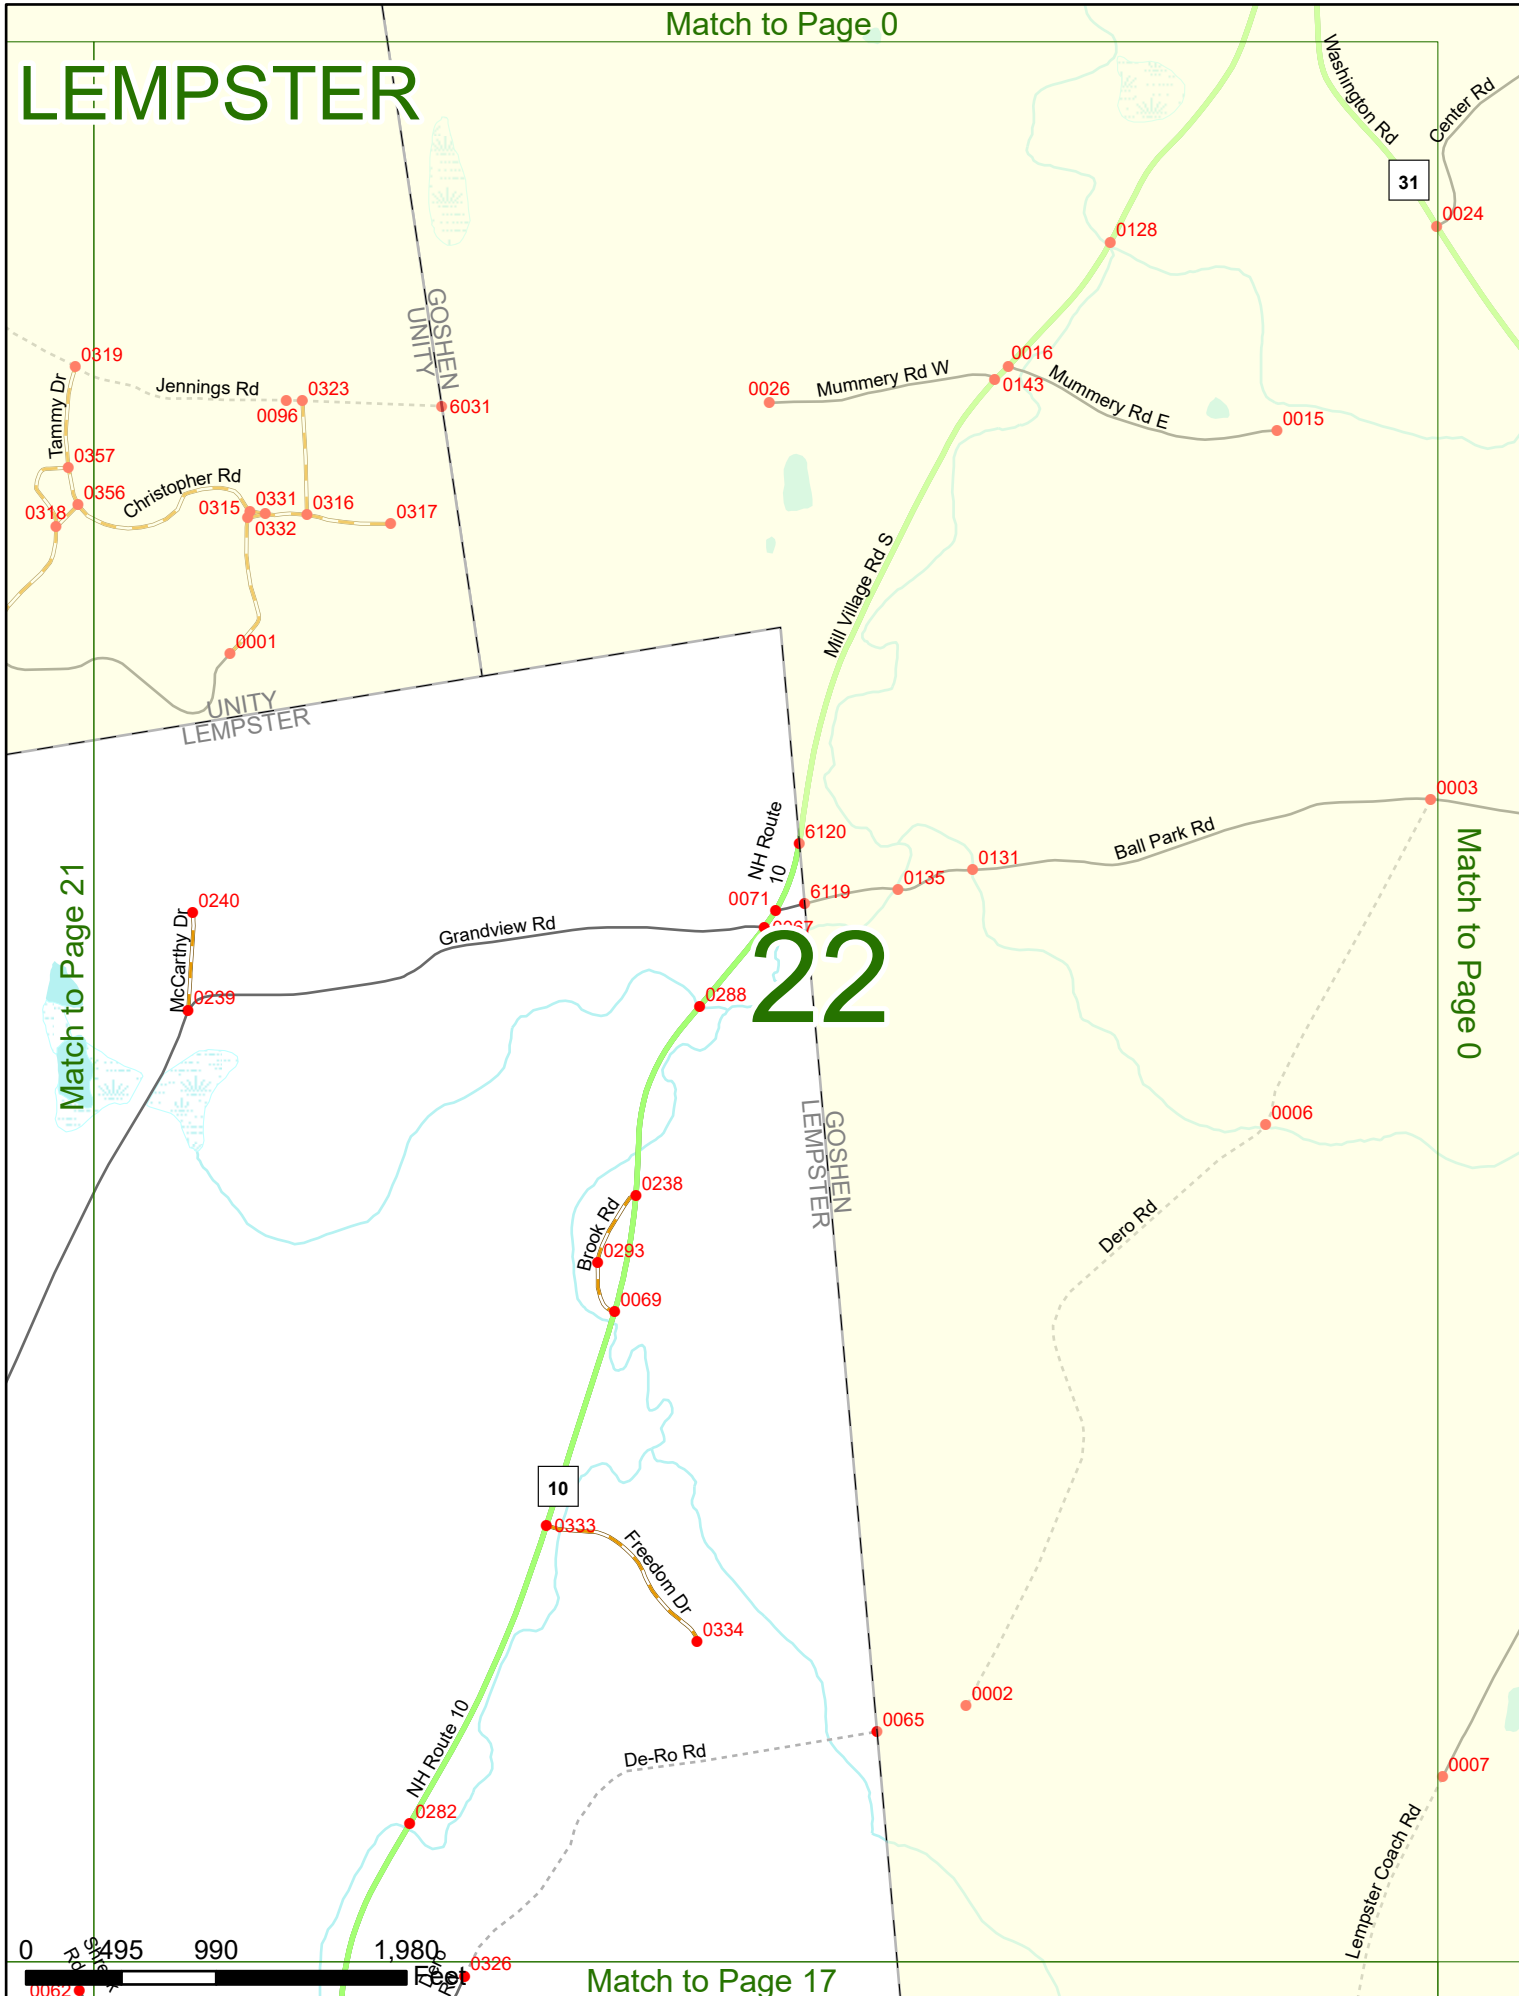 Match to Page 0
LEMPSTER
Washington Rd
Center Rd
31
0024
0128
GOSHEN
UNITY
0319
Jennings Rd
0323
0096
6031
Tammy Dr
0026
Mummery Rd W
0016
0143
Mummery Rd E
0015
0357
0356
Christopher Rd
0318
0315
0331
0332
0316
0317
Mill Village Rd S
0001
UNITY
LEMPSTER
0003
NH Route
10
6120
Ball Park Rd
0131
0135
6119
0071
0067
Match to Page 21
0240
McCarthy Dr
Grandview Rd
0239
22
0288
Match to Page 0
GOSHEN
LEMPSTER
0006
0238
Brook Rd
0293
0069
Dero Rd
10
0333
Freedom Dr
0334
0002
NH Route 10
0065
De-Ro Rd
0007
0282
Lempster Coach Rd
0 495 990 1,980
Feet
Rd
Dero
Rd
0326
0062
Match to Page 17